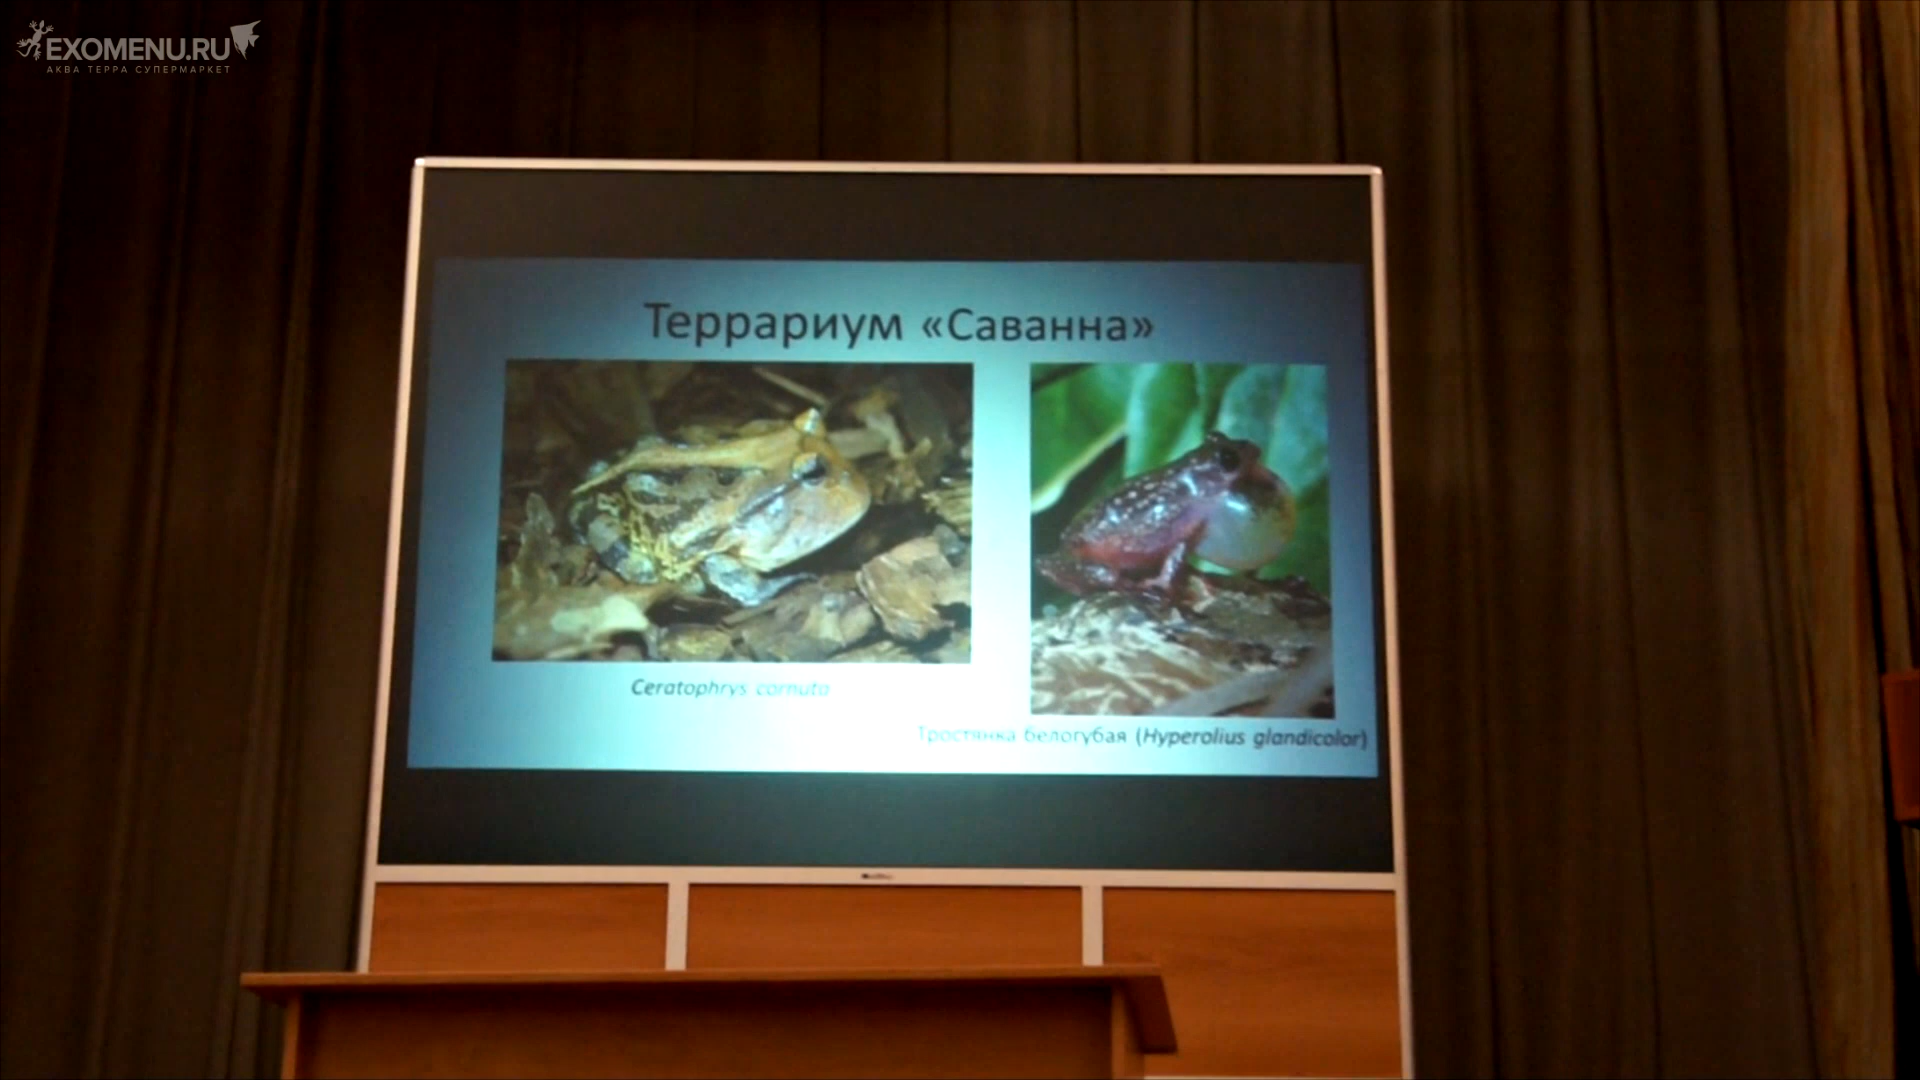 EXOMENU.RU
АКВА ТЕРРА СУПЕРМАРКЕТ
Террариум «Саванна»
Ceratophrys cornuta
Тростянка белогубая (Hyperolius glandicolor)